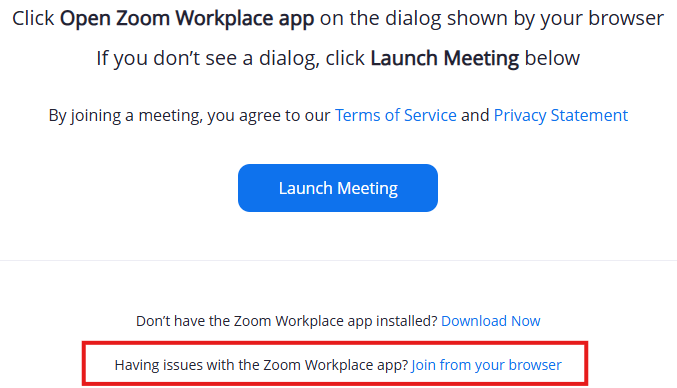 Click Open Zoom Workplace app on the dialog shown by your browser
If you don’t see a dialog, click Launch Meeting below
By joining a meeting, you agree to our Terms of Service and Privacy Statement
Launch Meeting
Don’t have the Zoom Workplace app installed? Download Now
Having issues with the Zoom Workplace app? Join from your browser